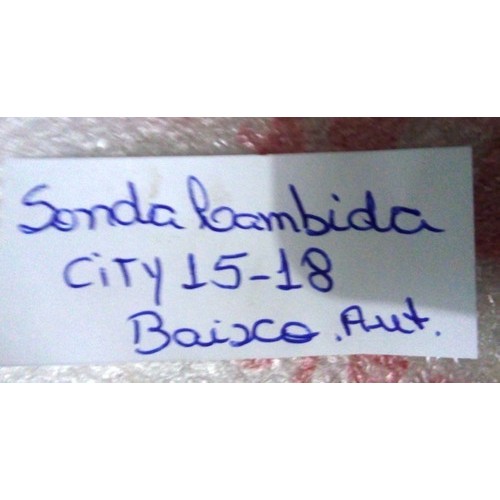 Sonda Lambida
CiTY 15-18
Baixo. Aut.